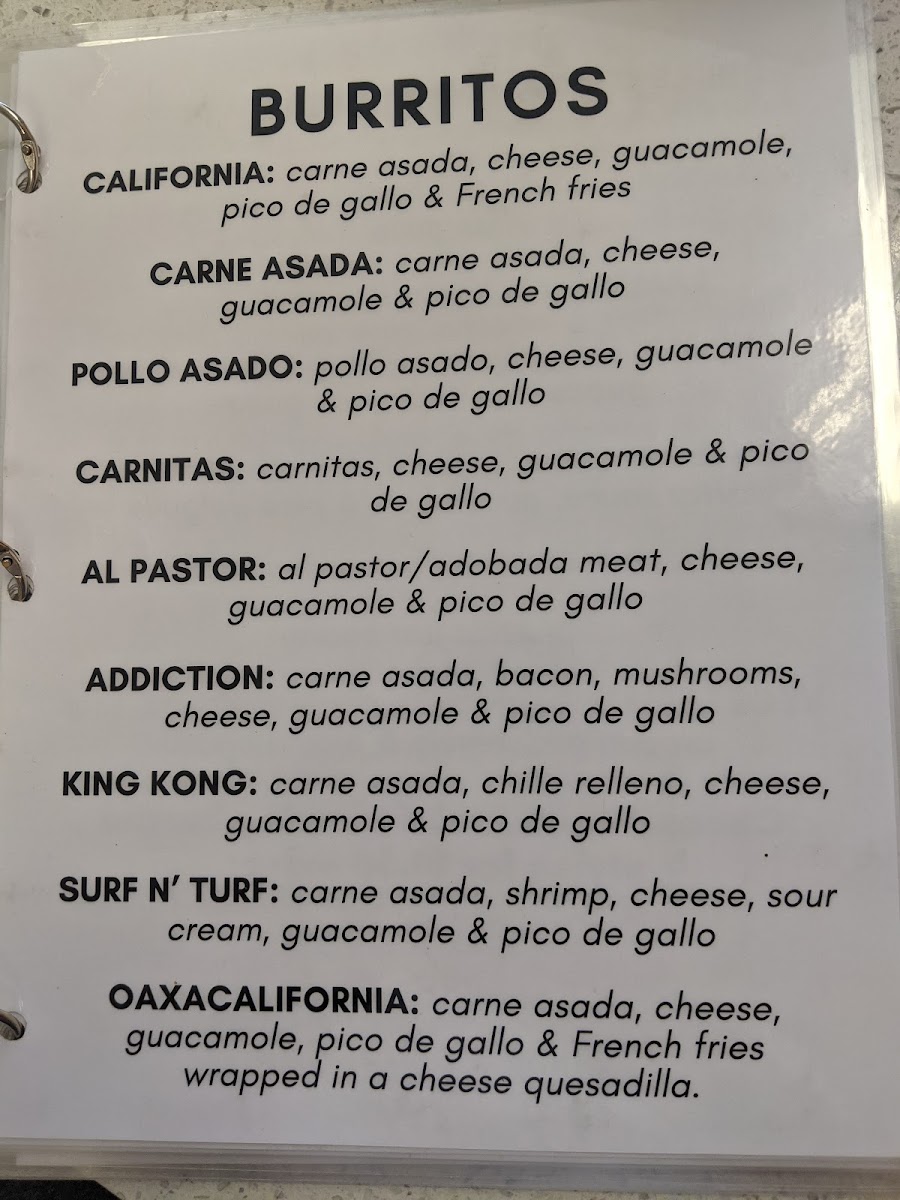 BURRITOS
CALIFORNIA: carne asada, cheese, guacamole,
pico de gallo & French fries
CARNE ASADA: carne asada, cheese,
guacamole & pico de gallo
POLLO ASADO: pollo asado, cheese, guacamole
& pico de gallo
CARNITAS: carnitas, cheese, guacamole & pico
de gallo
AL PASTOR: al pastor/adobada meat, cheese,
guacamole & pico de gallo
ADDICTION: carne asada, bacon, mushrooms,
cheese, guacamole & pico de gallo
KING KONG: carne asada, chille relleno, cheese,
guacamole & pico de gallo
SURF N' TURF: carne asada, shrimp, cheese, sour
cream, guacamole & pico de gallo
OAXACALIFORNIA: carne asada, cheese,
guacamole, pico de gallo & French fries
wrapped in a cheese quesadilla.